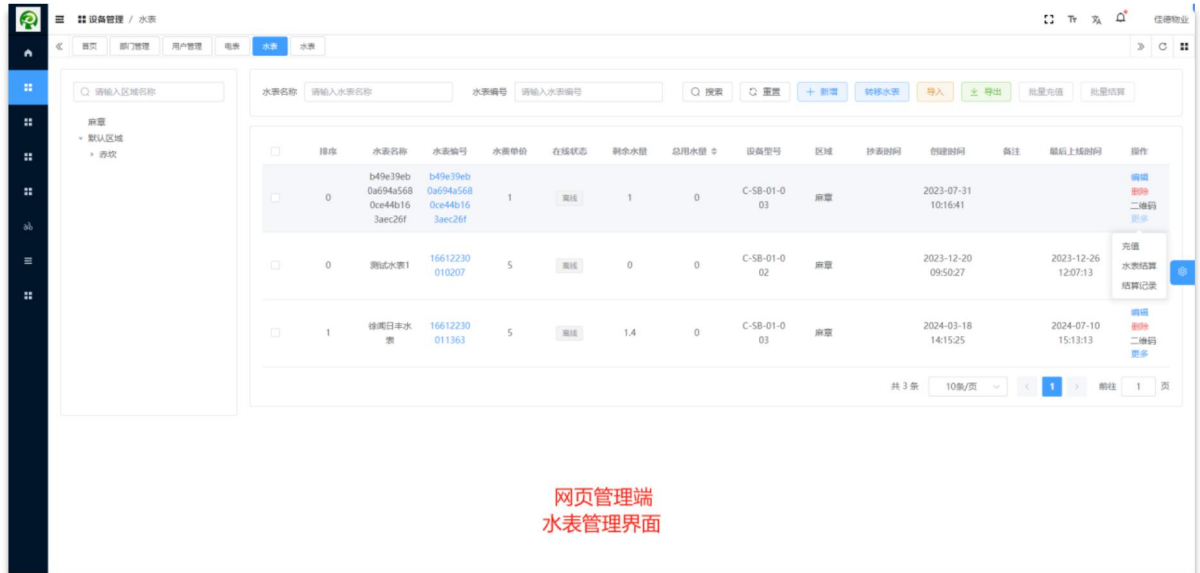 设备管理 / 水表
佳德物业
首页 部门管理 用户管理 电表 水表 水表
请输入区域名称
麻章
默认区域
赤坎
水表名称 请输入水表名称 水表编号 请输入水表编号 搜索 重置 + 新增 转移水表 导入 导出 批量充值 批量结算
排序 水表名称 水表编号 水费单价 在线状态 剩余水量 总用水量 设备型号 区域 抄表时间 创建时间 备注 最后上线时间 操作
b49e39eb b49e39eb 编辑
0a694a568 0a694a568 C-SB-01-0 2023-07-31 删除
0 0ce44b16 0ce44b16 1 离线 1 0 03 麻章 10:16:41 二维码
3aec26f 3aec26f 更多
充值
0 测试水表1 16612230 5 离线 0 0 C-SB-01-0 麻章 2023-12-20 2023-12-26 水表结算
010207 02 09:50:27 12:07:13
结算记录
编辑
徐闻日丰水 16612230 C-SB-01-0 2024-03-18 2024-07-10 删除
1 表 011363 5 离线 1.4 0 03 麻章 14:15:25 15:13:13 二维码
更多
共 3 条 10条/页 1 前往 1 页
网页管理端
水表管理界面